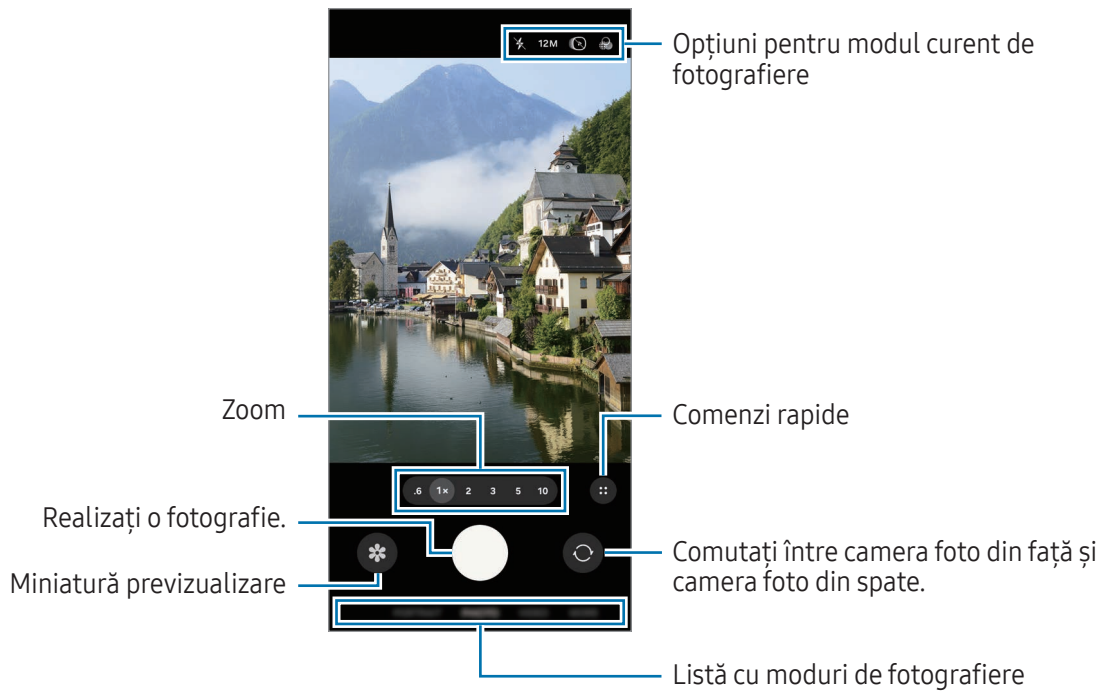 Opțiuni pentru modul curent de
fotografiere
12M
Zoom
Comenzi rapide
.6 1× 2 3 5 10
Realizați o fotografie.
Comutați între camera foto din față și
camera foto din spate.
Miniatură previzualizare
Listă cu moduri de fotografiere